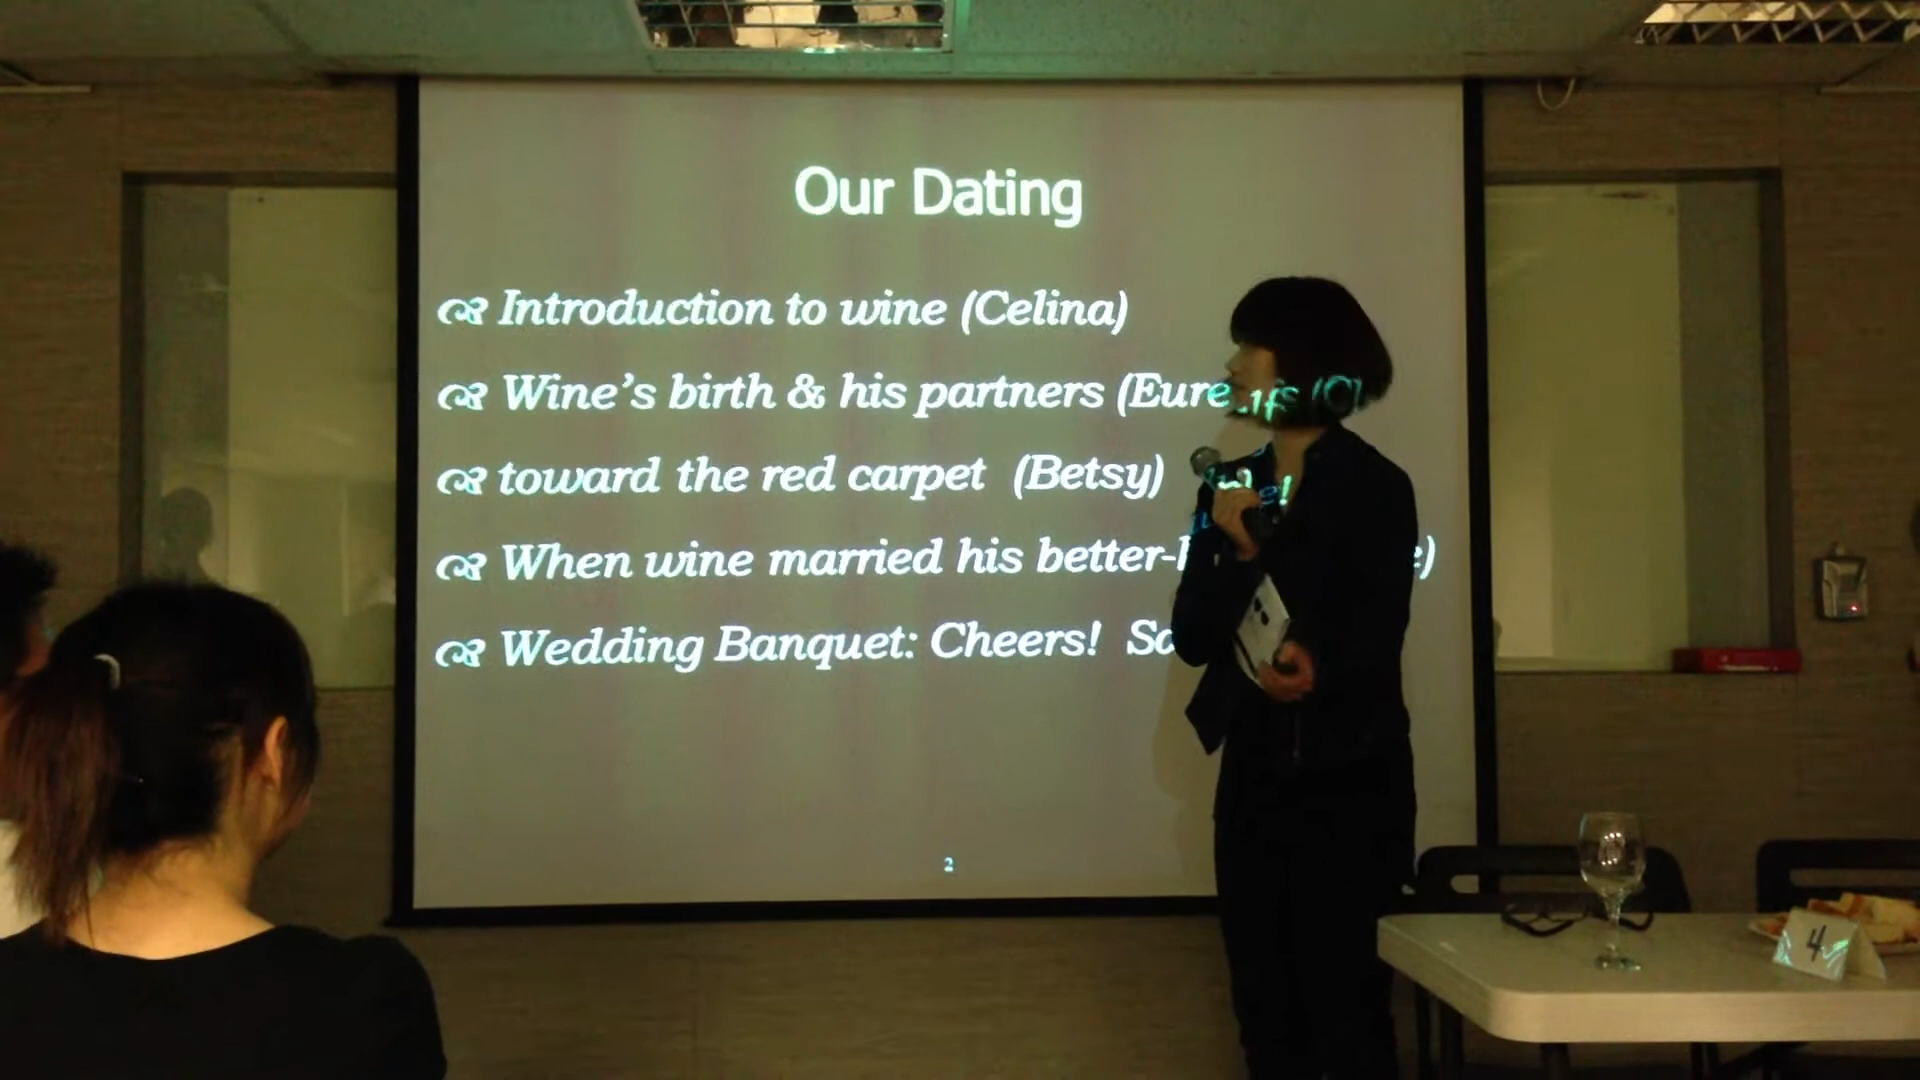 Our Dating
Introduction to wine (Celina)
Wine's birth & his partners (Eure
toward the red carpet (Betsy)
When wine married his better-
Wedding Banquet: Cheers!
2
4